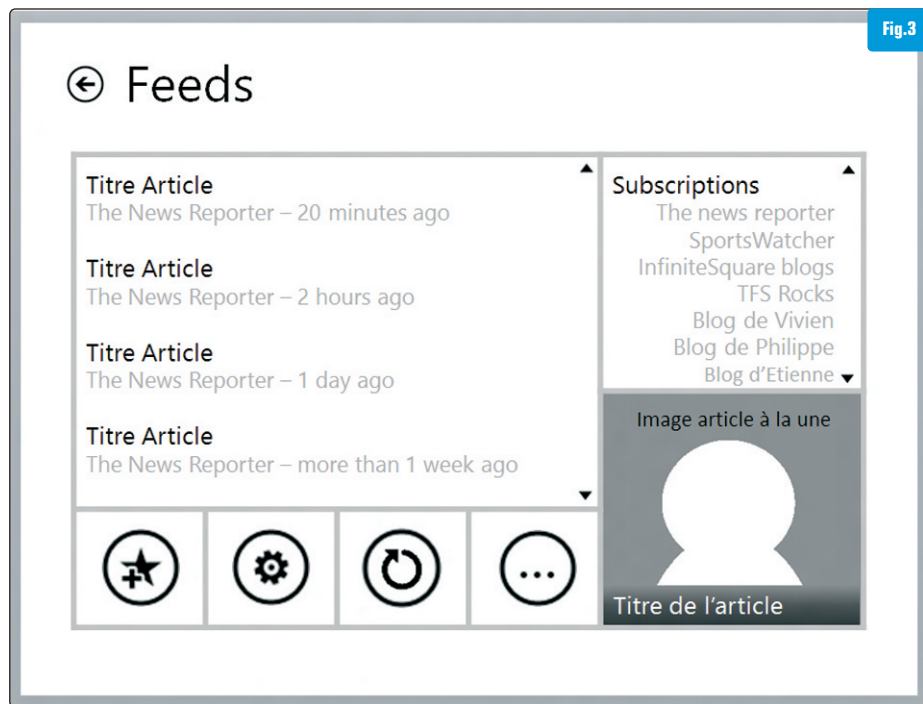 Fig.3
Feeds
Titre Article
The News Reporter – 20 minutes ago
Titre Article
The News Reporter – 2 hours ago
Titre Article
The News Reporter – 1 day ago
Titre Article
The News Reporter – more than 1 week ago
Subscriptions
The news reporter
SportsWatcher
InfiniteSquare blogs
TFS Rocks
Blog de Vivien
Blog de Philippe
Blog d'Etienne
Image article à la une
Titre de l'article